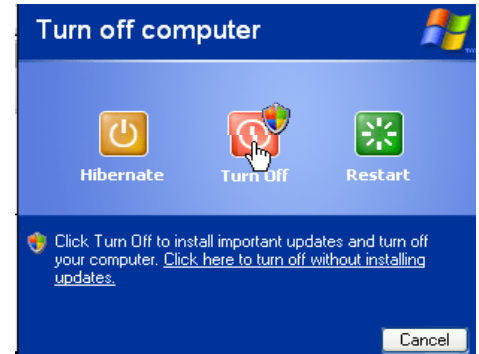 Turn off computer
Hibernate
Turn Off
Restart
Click Turn Off to install important updates and turn off
your computer. Click here to turn off without installing
updates.
Cancel